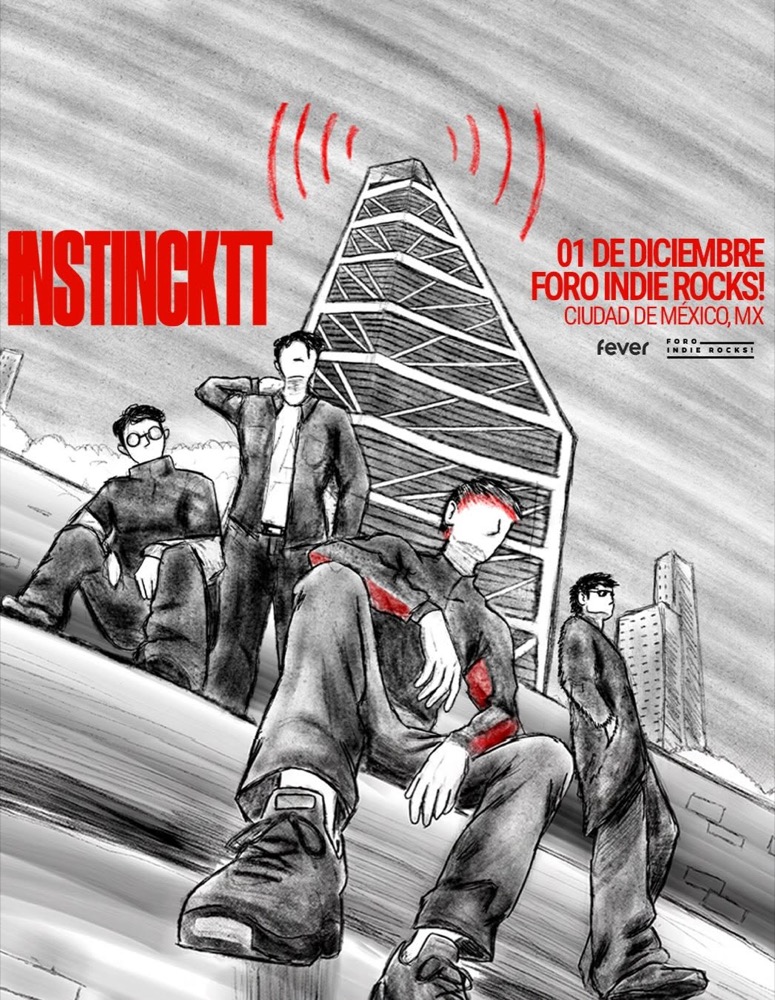 INSTINCKTT
01 DE DICIEMBRE
FORO INDIE ROCKS!
CIUDAD DE MÉXICO, MX
fever
FORO
INDIE ROCKS!